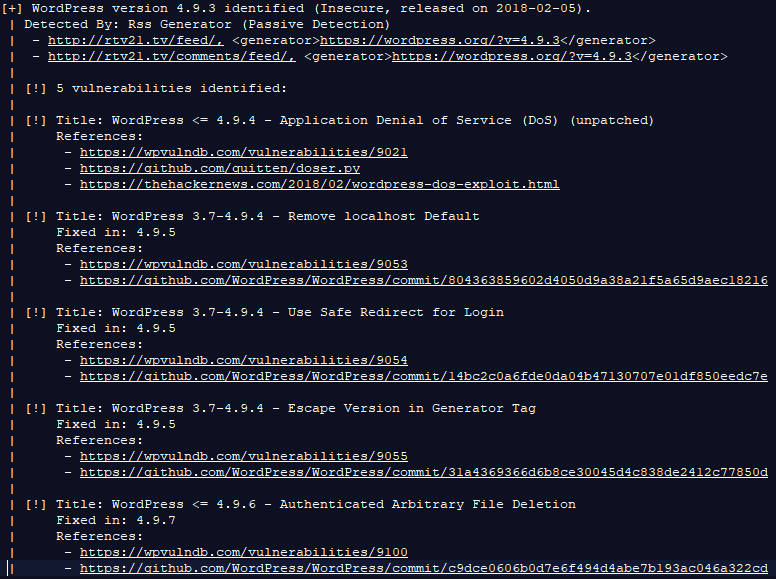 [+] WordPress version 4.9.3 identified (Insecure, released on 2018-02-05).
| Detected By: Rss Generator (Passive Detection)
|  - http://rtv21.tv/feed/, <generator>https://wordpress.org/?v=4.9.3</generator>
|  - http://rtv21.tv/comments/feed/, <generator>https://wordpress.org/?v=4.9.3</generator>
|
| [!] 5 vulnerabilities identified:
|
| [!] Title: WordPress <= 4.9.4 - Application Denial of Service (DoS) (unpatched)
|     References:
|      - https://wpvulndb.com/vulnerabilities/9021
|      - https://github.com/quitten/doser.py
|      - https://thehackernews.com/2018/02/wordpress-dos-exploit.html
|
| [!] Title: WordPress 3.7-4.9.4 - Remove localhost Default
|     Fixed in: 4.9.5
|     References:
|      - https://wpvulndb.com/vulnerabilities/9053
|      - https://github.com/WordPress/WordPress/commit/804363859602d4050d9a38a21f5a65d9aec18216
|
| [!] Title: WordPress 3.7-4.9.4 - Use Safe Redirect for Login
|     Fixed in: 4.9.5
|     References:
|      - https://wpvulndb.com/vulnerabilities/9054
|      - https://github.com/WordPress/WordPress/commit/14bc2c0a6fde0da04b47130707e01df850eedc7e
|
| [!] Title: WordPress 3.7-4.9.4 - Escape Version in Generator Tag
|     Fixed in: 4.9.5
|     References:
|      - https://wpvulndb.com/vulnerabilities/9055
|      - https://github.com/WordPress/WordPress/commit/31a4369366d6b8ce30045d4c838de2412c77850d
|
| [!] Title: WordPress <= 4.9.6 - Authenticated Arbitrary File Deletion
|     Fixed in: 4.9.7
|     References:
|      - https://wpvulndb.com/vulnerabilities/9100
|      - https://github.com/WordPress/WordPress/commit/c9dce0606b0d7e6f494d4abe7b193ac046a322cd